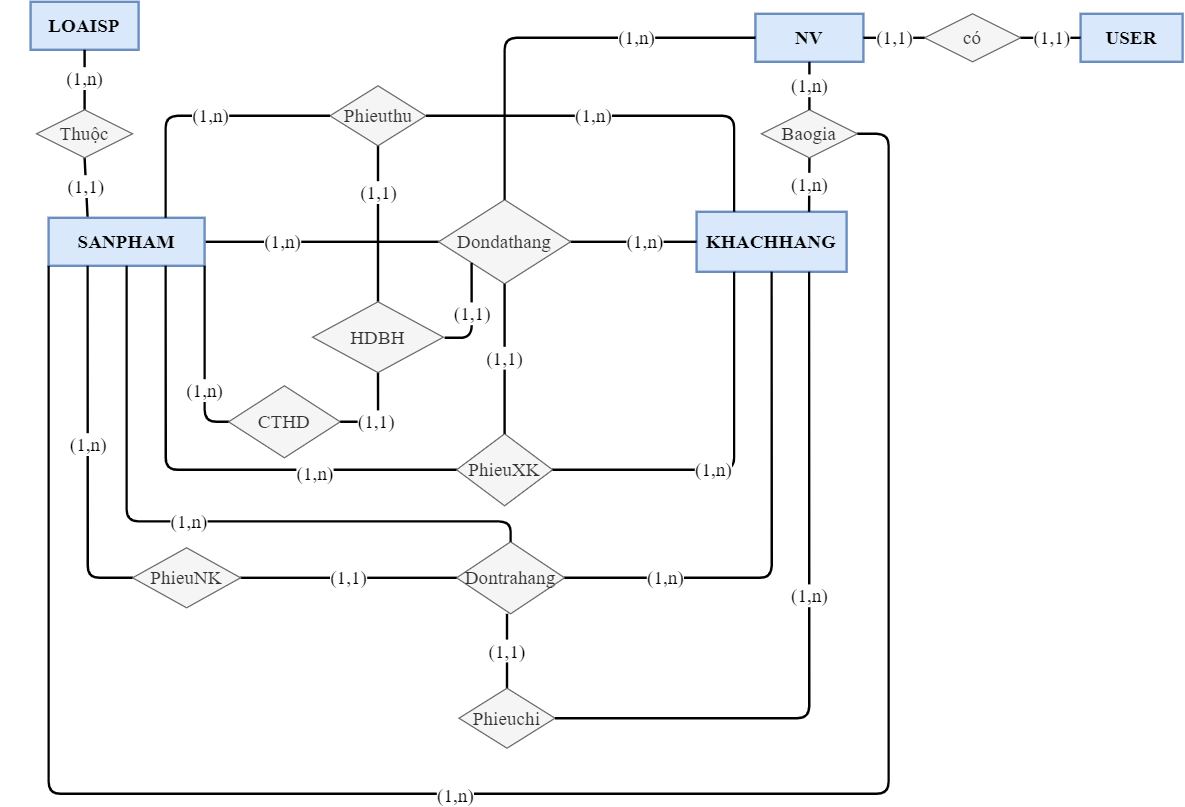 LOAISP
(1,n)
Thuộc
(1,1)
SANPHAM
(1,n)
NV
(1,1)
có
(1,1)
USER
(1,n)
Baogia
(1,n)
(1,n)
Phieuthu
(1,n)
(1,1)
(1,n)
Dondathang
(1,n)
KHACHHANG
(1,1)
HDBH
(1,1)
(1,n)
CTHD
(1,1)
(1,n)
PhieuXK
(1,n)
(1,n)
(1,n)
PhieuNK
(1,1)
Dontrahang
(1,n)
(1,n)
(1,1)
Phieuchi
(1,n)